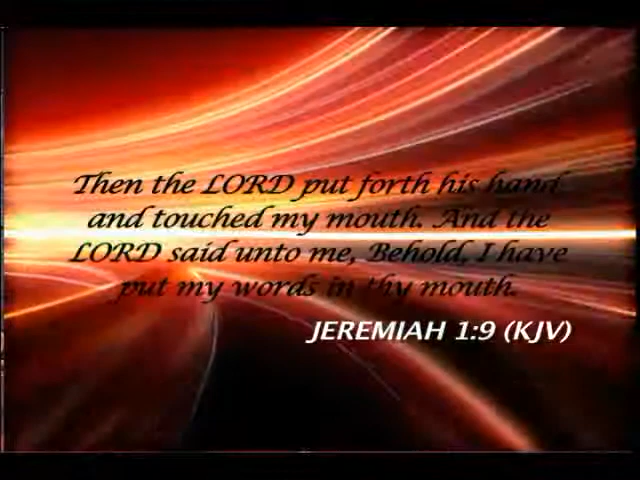 Then the LORD put forth his hand
and touched my mouth. And the
LORD said unto me, Behold, I have
put my words in thy mouth.
JEREMIAH 1:9 (KJV)